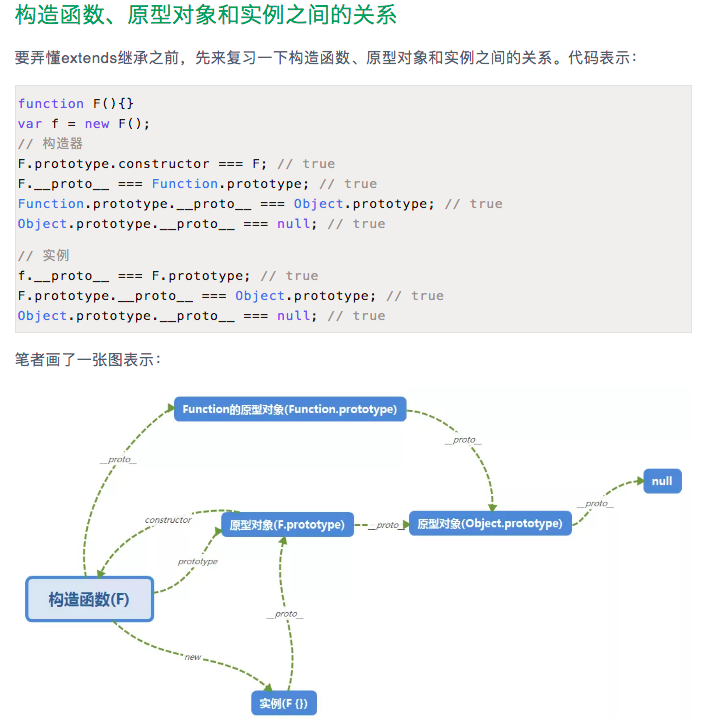 构造函数、原型对象和实例之间的关系
要弄懂extends继承之前，先来复习一下构造函数、原型对象和实例之间的关系。代码表示：
function F(){}
var f = new F();
// 构造器
F.prototype.constructor === F; // true
F.__proto__ === Function.prototype; // true
Function.prototype.__proto__ === Object.prototype; // true
Object.prototype.__proto__ === null; // true
// 实例
f.__proto__ === F.prototype; // true
F.prototype.__proto__ === Object.prototype; // true
Object.prototype.__proto__ === null; // true
笔者画了一张图表示：
Function的原型对象(Function.prototype)
__proto__
__proto__
null
__proto__
constructor
原型对象(F.prototype)
__proto__
原型对象(Object.prototype)
prototype
构造函数(F)
__proto__
new
实例(F {})